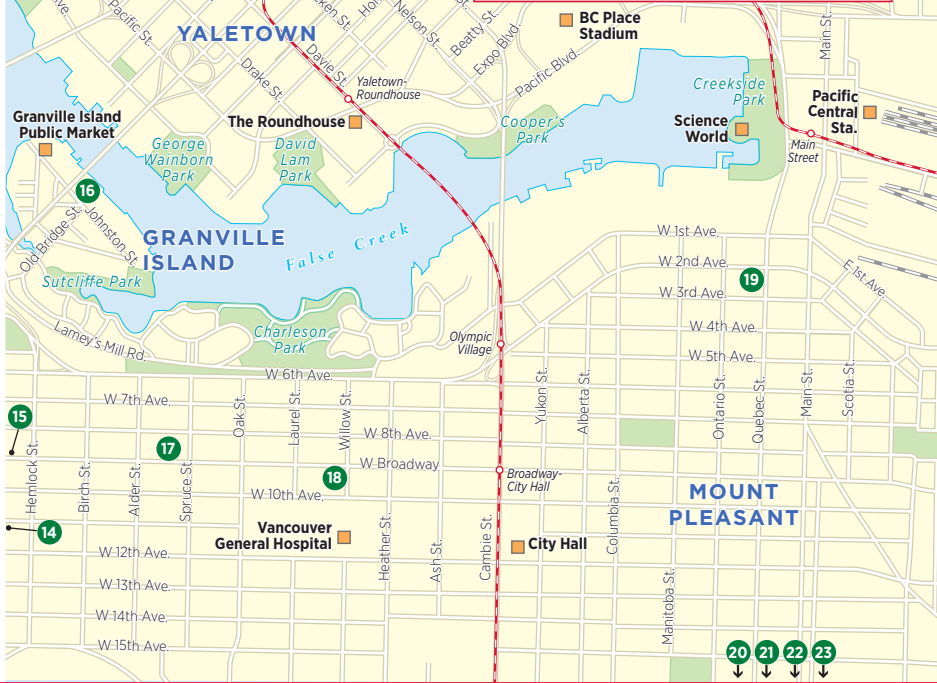 Ave.
Pacific St.
YALETOWN
Drake St.
Davie St.
Nelson St.
Beatty St.
Expo Blvd.
Pacific Blvd.
BC Place
Stadium
Main St.
Yaletown-
Roundhouse
The Roundhouse
Granville Island
Public Market
Creekside
Park
Pacific
Central
Sta.
Science
World
Main
Street
Cooper's
Park
George
Wainborn
Park
David
Lam
Park
16
Old Bridge St.
Johnston St.
GRANVILLE
ISLAND
False Creek
Sutcliffe Park
W 1st Ave.
W 2nd Ave.
19
W 3rd Ave.
E 1st Ave.
W 4th Ave.
W 5th Ave.
Lamey's Mill Rd.
Charleson
Park
Olympic
Village
W 6th Ave.
W 7th Ave.
W 8th Ave.
W Broadway
W 10th Ave.
W 12th Ave.
W 13th Ave.
W 14th Ave.
W 15th Ave.
15
17
18
14
Hemlock St.
Birch St.
Alder St.
Spruce St.
Oak St.
Laurel St.
Willow St.
Heather St.
Ash St.
Cambie St.
Yukon St.
Alberta St.
Columbia St.
Manitoba St.
Ontario St.
Quebec St.
Main St.
Scotia St.
Broadway-
City Hall
Vancouver
General Hospital
City Hall
MOUNT
PLEASANT
20
21
22
23